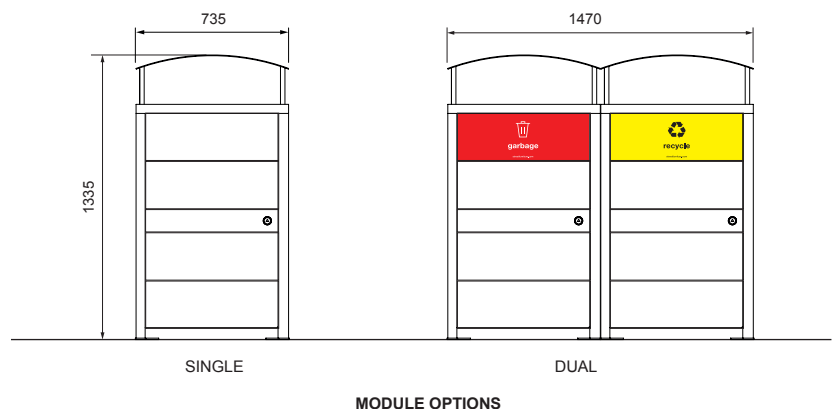 735
1470
1335
garbage
recycle
SINGLE
DUAL
MODULE OPTIONS